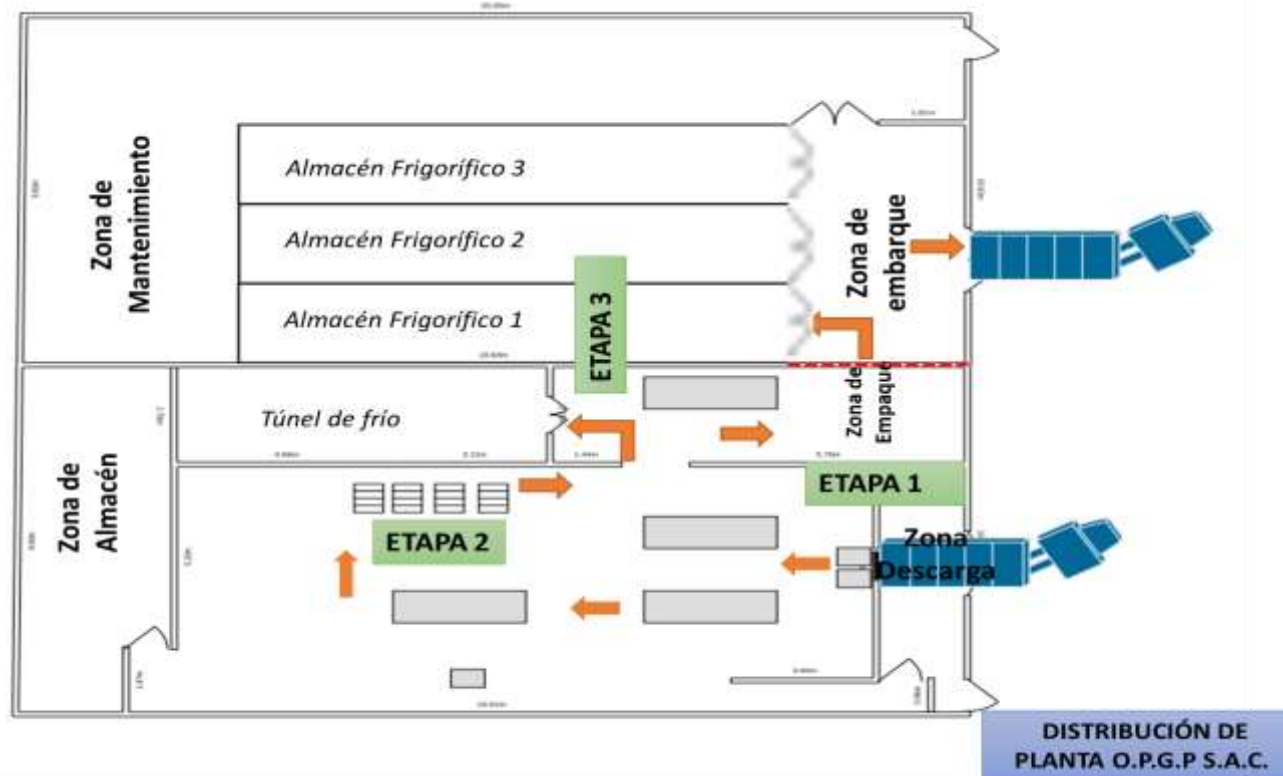 Almacén Frigorífico 3
Zona de
Mantenimiento
Almacén Frigorífico 2
Zona de
embarque
Almacén Frigorífico 1
ETAPA 3
Túnel de frío
Zona de
Empaque
Zona de
Almacén
ETAPA 1
ETAPA 2
Zona
Descarga
DISTRIBUCIÓN DE
PLANTA O.P.G.P S.A.C.